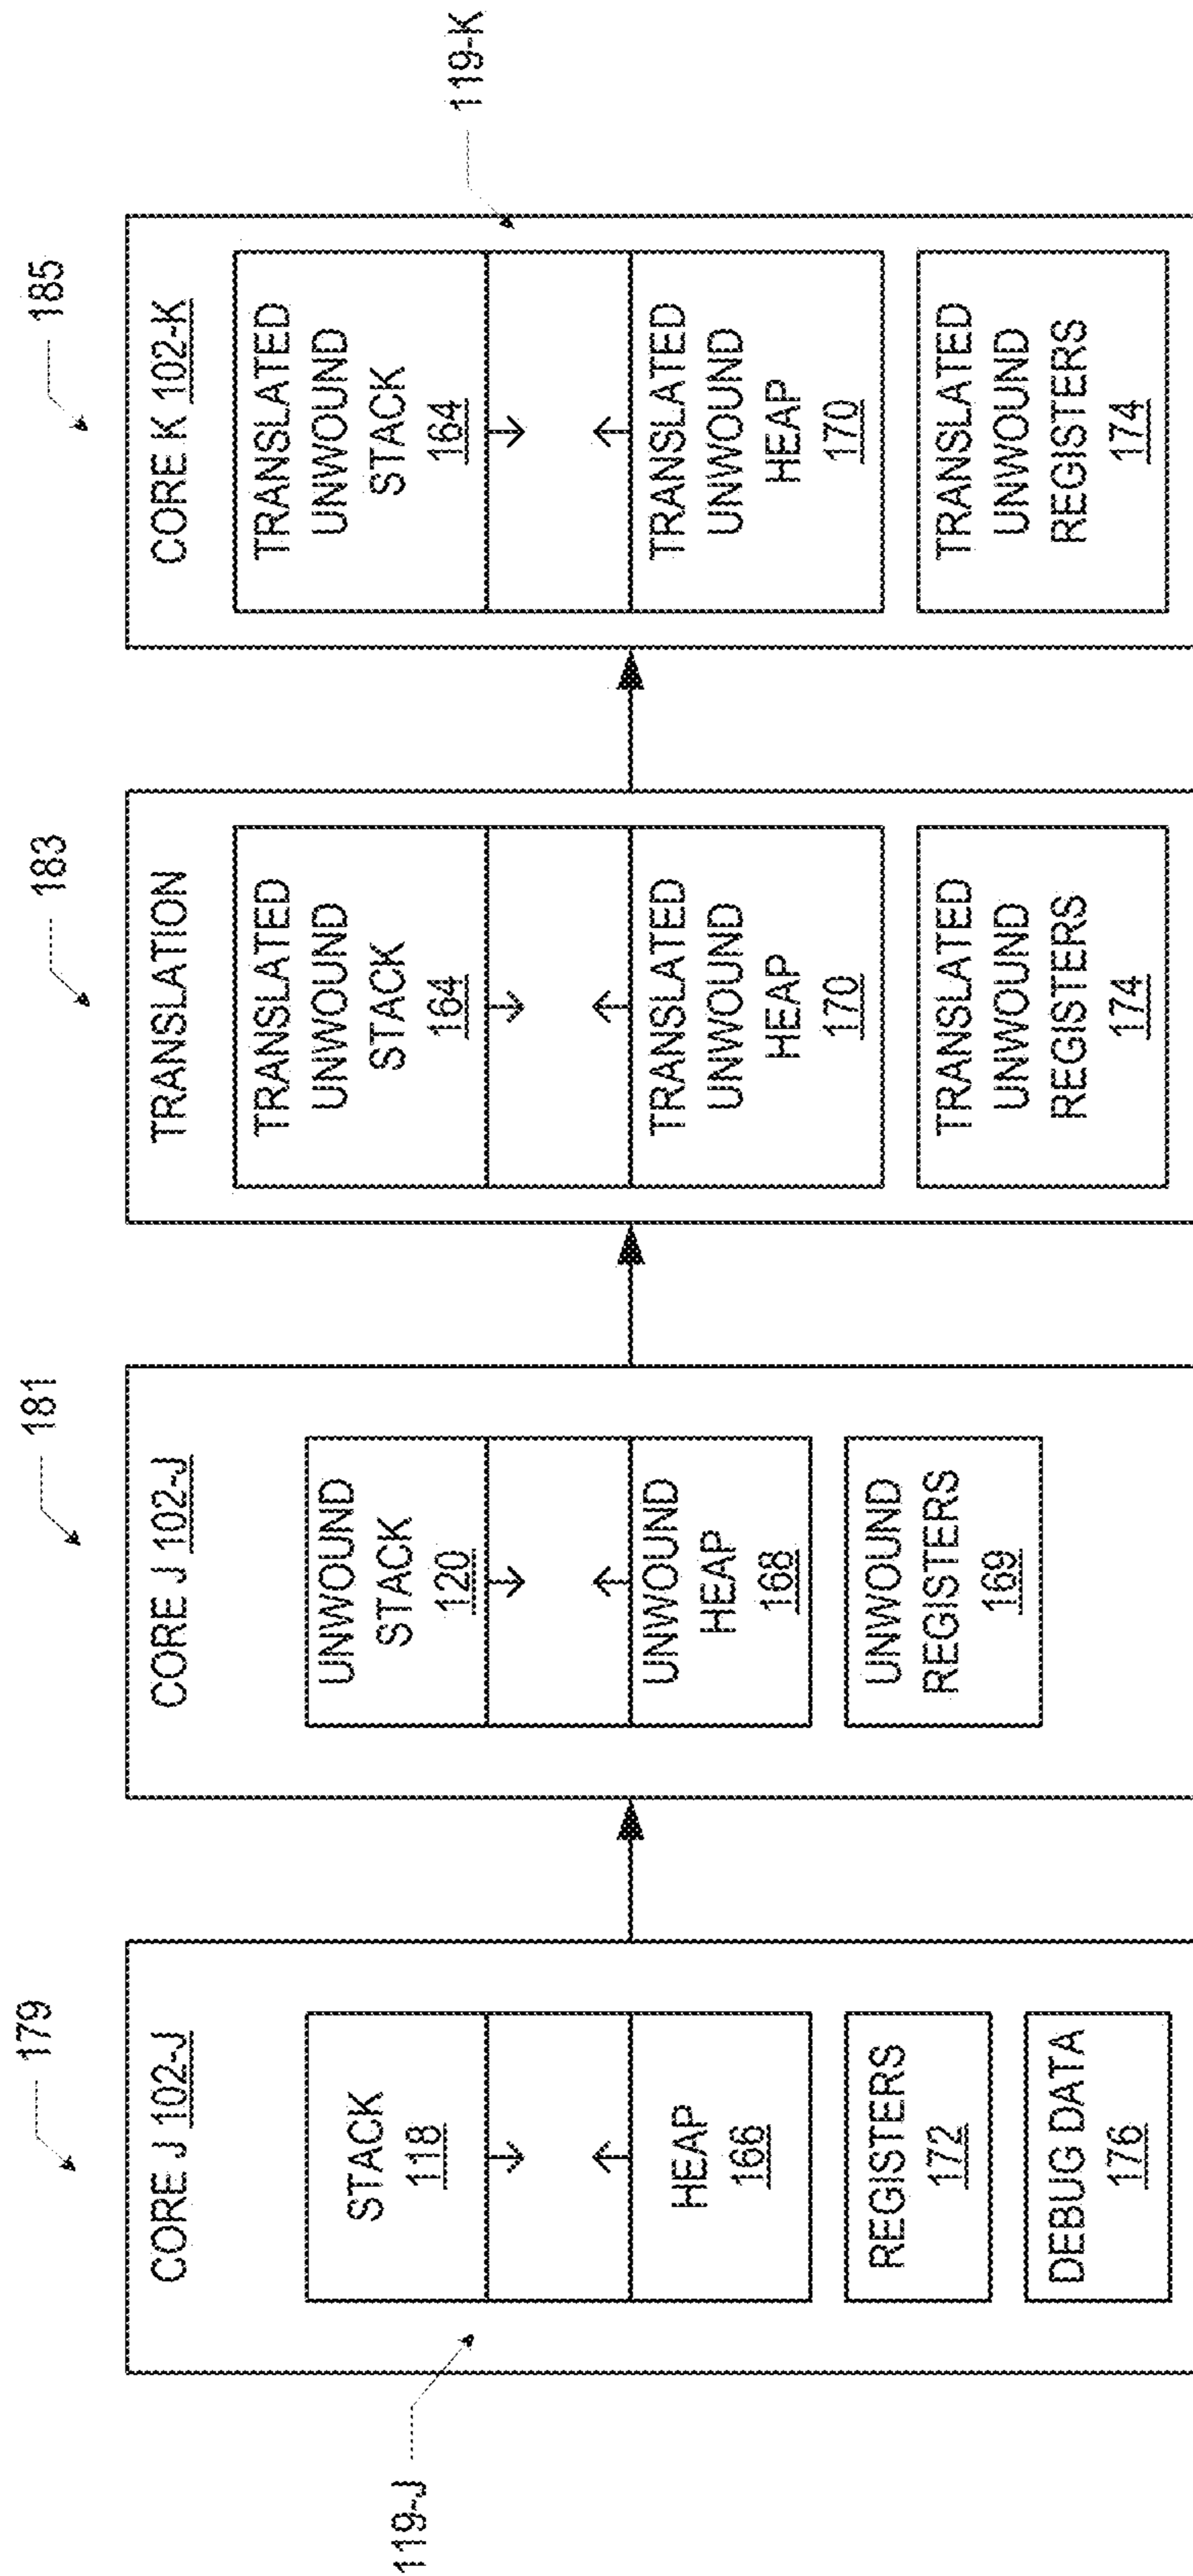 179
CORE J 102-J
119-J
STACK
118
HEAP
166
REGISTERS
172
DEBUG DATA
176
181
CORE J 102-J
UNWOUND
STACK
120
UNWOUND
HEAP
168
UNWOUND
REGISTERS
169
183
TRANSLATION
TRANSLATED
UNWOUND
STACK
164
TRANSLATED
UNWOUND
HEAP
170
TRANSLATED
UNWOUND
REGISTERS
174
185
CORE K 102-K
119-K
TRANSLATED
UNWOUND
STACK
164
TRANSLATED
UNWOUND
HEAP
170
TRANSLATED
UNWOUND
REGISTERS
174